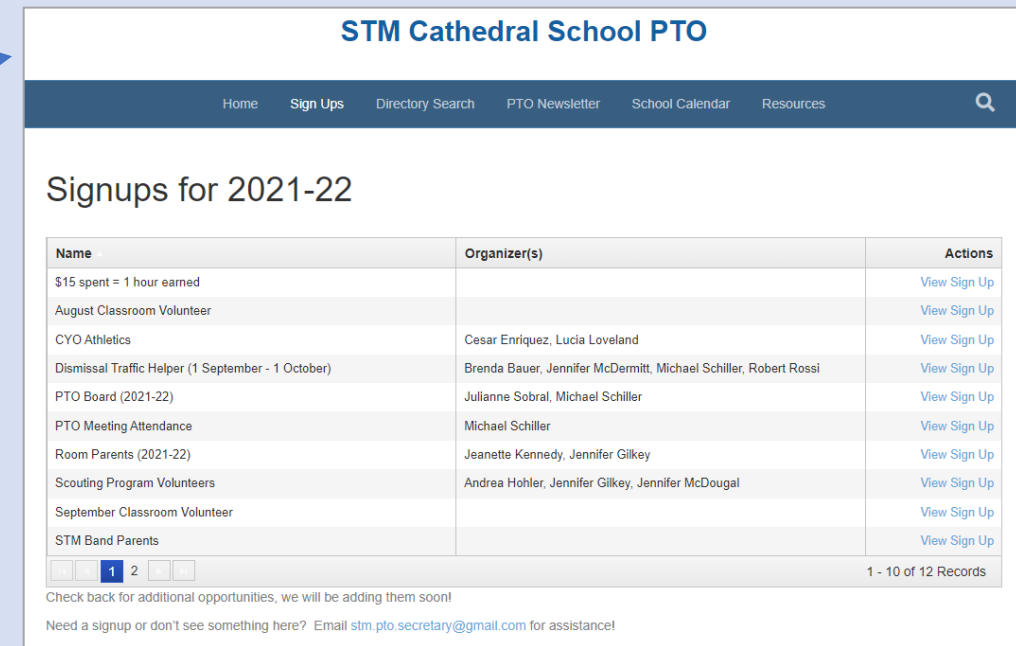 STM Cathedral School PTO
Home Sign Ups Directory Search PTO Newsletter School Calendar Resources
Signups for 2021-22
Name Organizer(s) Actions
$15 spent = 1 hour earned View Sign Up
August Classroom Volunteer View Sign Up
CYO Athletics Cesar Enriquez, Lucia Loveland View Sign Up
Dismissal Traffic Helper (1 September - 1 October) Brenda Bauer, Jennifer McDermitt, Michael Schiller, Robert Rossi View Sign Up
PTO Board (2021-22) Julianne Sobral, Michael Schiller View Sign Up
PTO Meeting Attendance Michael Schiller View Sign Up
Room Parents (2021-22) Jeanette Kennedy, Jennifer Gilkey View Sign Up
Scouting Program Volunteers Andrea Hohler, Jennifer Gilkey, Jennifer McDougal View Sign Up
September Classroom Volunteer View Sign Up
STM Band Parents View Sign Up
1 2 1 - 10 of 12 Records
Check back for additional opportunities, we will be adding them soon!
Need a signup or don't see something here? Email stm.pto.secretary@gmail.com for assistance!